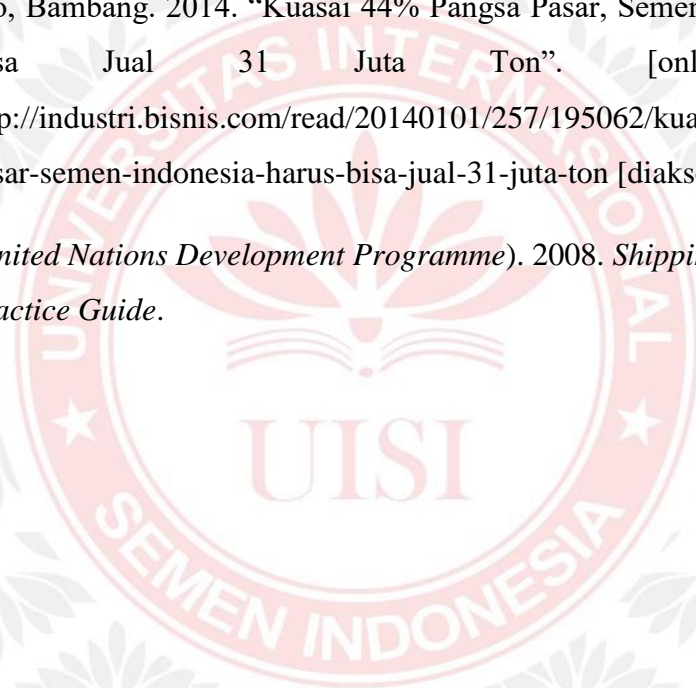 o, Bambang. 2014. “Kuasai 44% Pangsa Pasar, Semen
sa Jual 31 Juta Ton”. [onl
p://industri.bisnis.com/read/20140101/257/195062/kua
sar-semen-indonesia-harus-bisa-jual-31-juta-ton [diaks
nited Nations Development Programme). 2008. Shippi
actice Guide.
UNIVERSITAS INTERNASIONAL
UISI
SEMEN INDONESIA